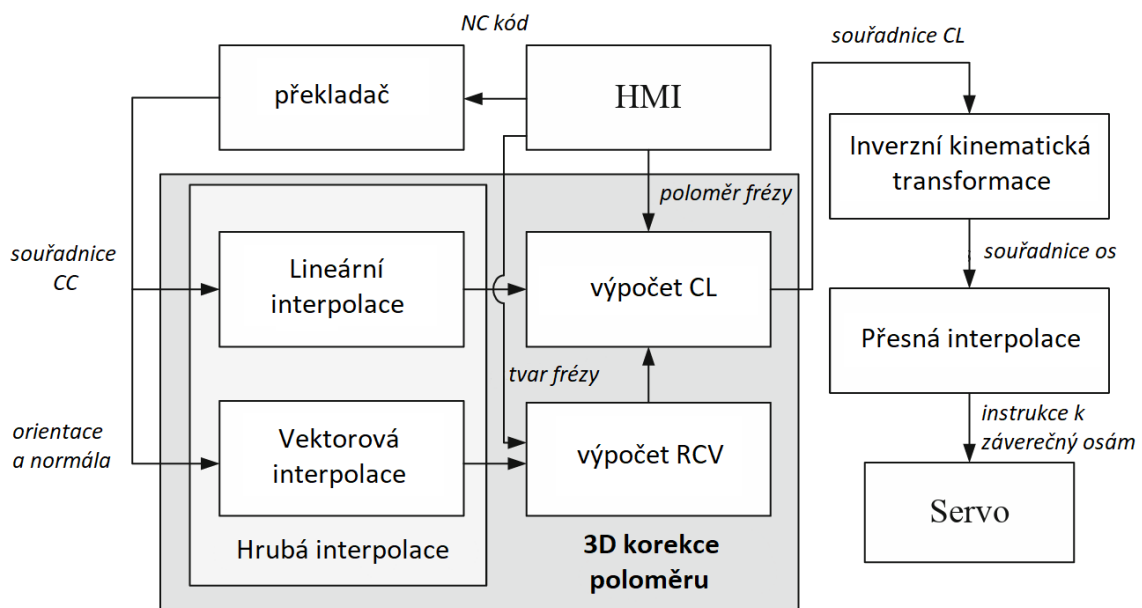 NC kód
souřadnice CL
překladač
HMI
Inverzní kinematická
transformace
poloměr frézy
souřadnice
CC
Lineární
interpolace
výpočet CL
souřadnice os
Přesná interpolace
tvar frézy
orientace
a normála
Vektorová
interpolace
výpočet RCV
instrukce k
záverečný osám
Servo
Hrubá interpolace
3D korekce
poloměru